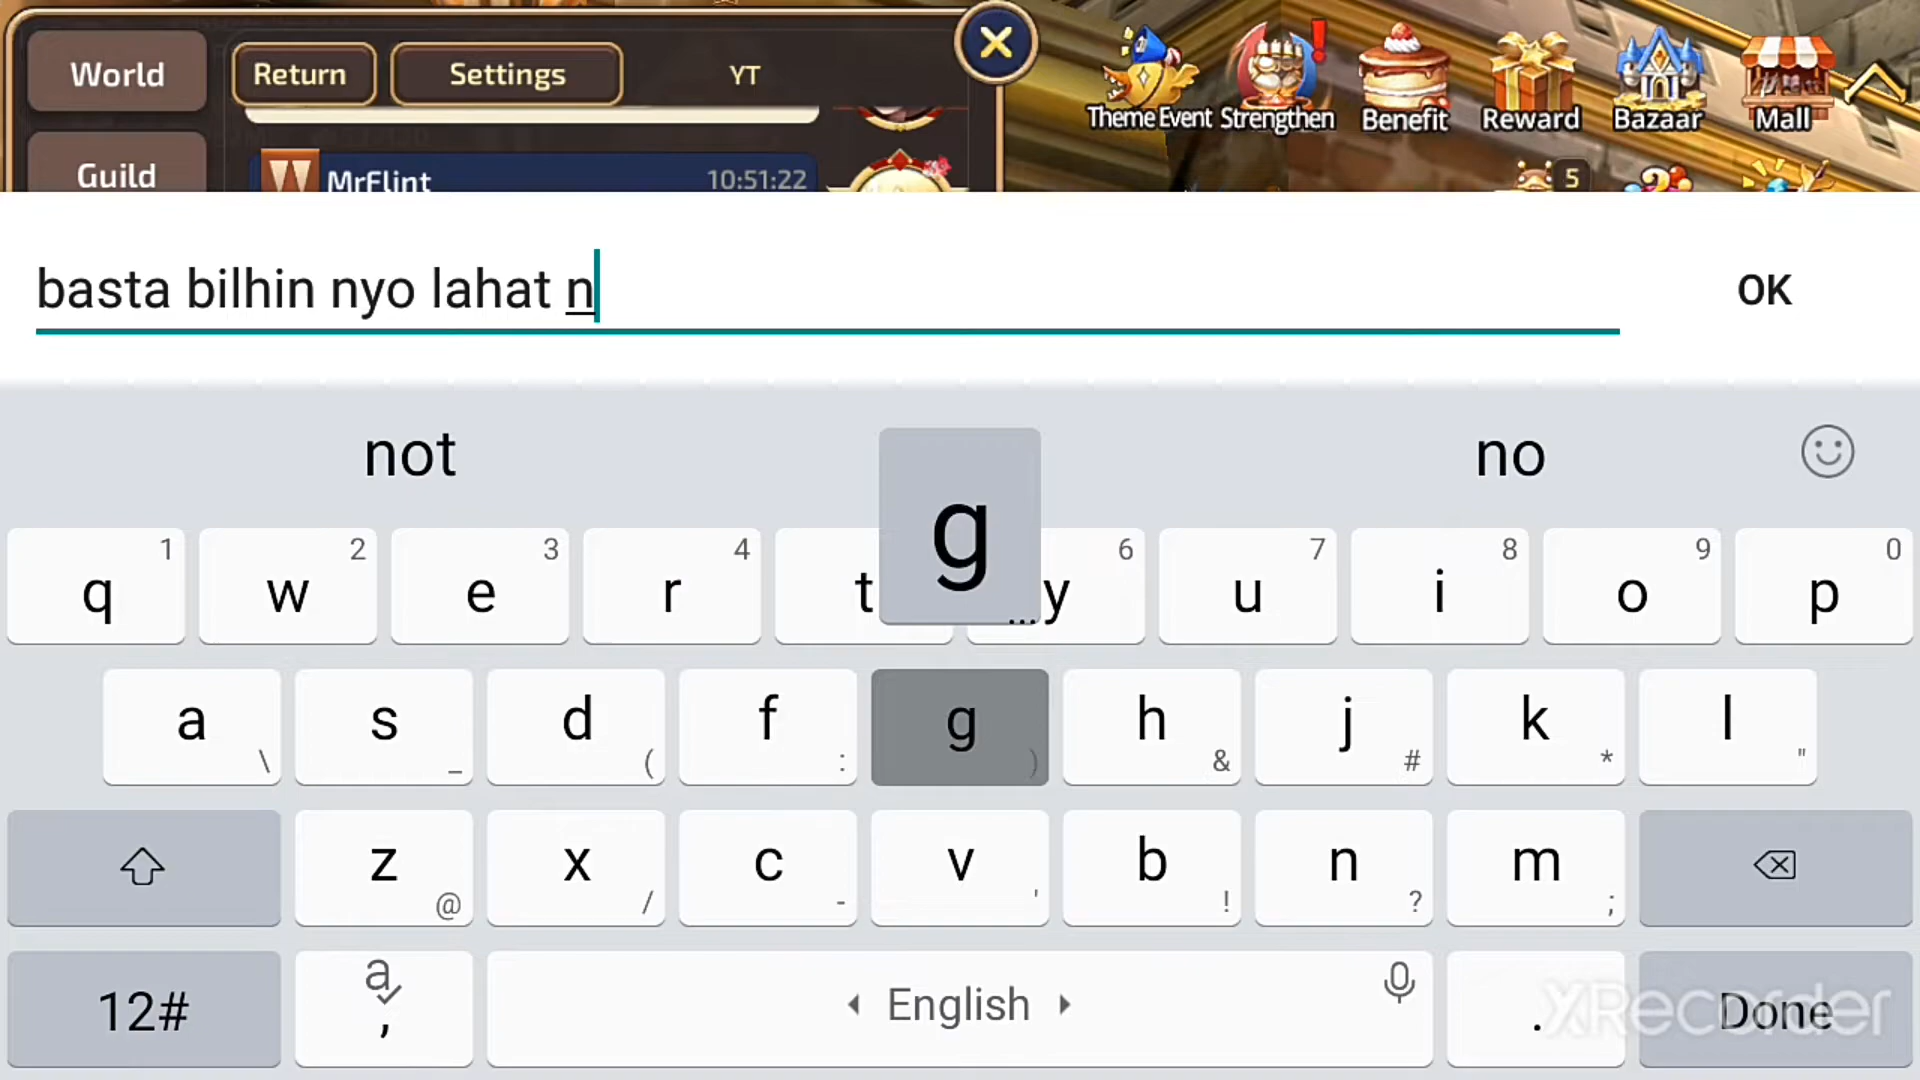 World
Return
Settings
YT
Theme Event
Strengthen
Benefit
Reward
Bazaar
Mall
Guild
MrFlint
10:51:22
5
basta bilhin nyo lahat n
OK
not
g
no
1 2 3 4 6 7 8 9 0
q w e r t y u i o p
a s d f g h j k l
\ _ ( : ) & # * "
z x c v b n m
@ / - ' ! ? ;
12#
a
,
English
.
Done
XRecorder